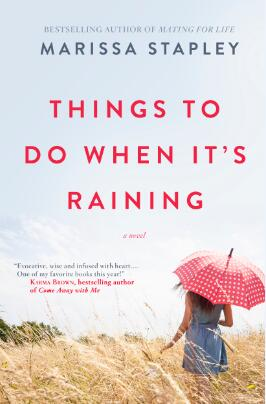 BESTSELLING AUTHOR OF MATING FOR LIFE
MARISSA STAPLEY
THINGS TO
DO WHEN IT'S
RAINING
a novel
"Evocative, wise and infused with heart....
One of my favorite books this year!"
KARMA BROWN, bestselling author
of Come Away with Me